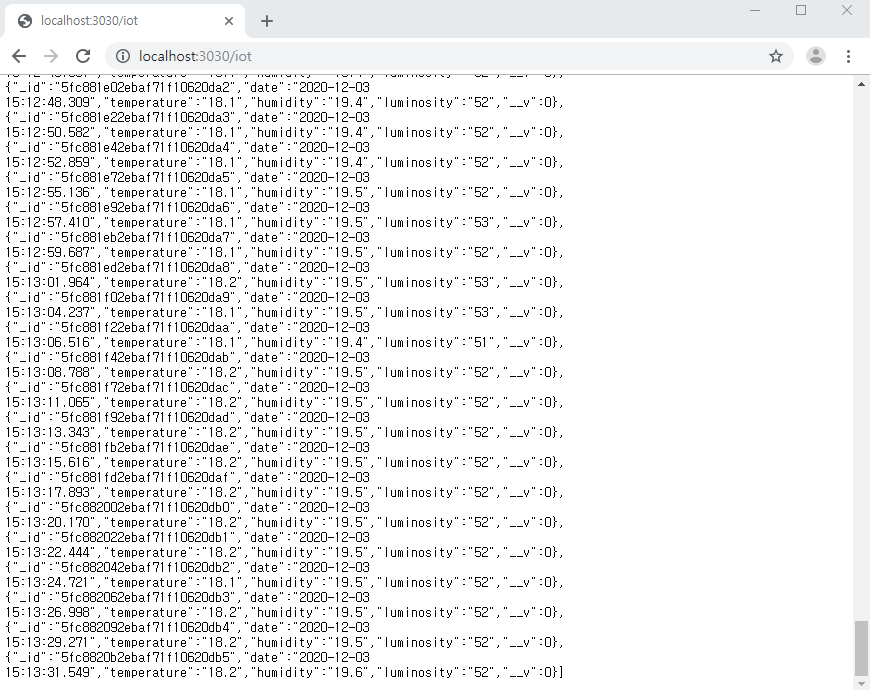 localhost:3030/iot
localhost:3030/iot
{"_id":"5fc881e02ebaf71f10620da2","date":"2020-12-03
15:12:48.309","temperature":"18.1","humidity":"19.4","luminosity":"52","__v":0},
{"_id":"5fc881e22ebaf71f10620da3","date":"2020-12-03
15:12:50.582","temperature":"18.1","humidity":"19.4","luminosity":"52","__v":0},
{"_id":"5fc881e42ebaf71f10620da4","date":"2020-12-03
15:12:52.859","temperature":"18.1","humidity":"19.4","luminosity":"52","__v":0},
{"_id":"5fc881e72ebaf71f10620da5","date":"2020-12-03
15:12:55.136","temperature":"18.1","humidity":"19.5","luminosity":"52","__v":0},
{"_id":"5fc881e92ebaf71f10620da6","date":"2020-12-03
15:12:57.410","temperature":"18.1","humidity":"19.5","luminosity":"53","__v":0},
{"_id":"5fc881eb2ebaf71f10620da7","date":"2020-12-03
15:12:59.687","temperature":"18.1","humidity":"19.5","luminosity":"52","__v":0},
{"_id":"5fc881ed2ebaf71f10620da8","date":"2020-12-03
15:13:01.964","temperature":"18.2","humidity":"19.5","luminosity":"53","__v":0},
{"_id":"5fc881f02ebaf71f10620da9","date":"2020-12-03
15:13:04.237","temperature":"18.1","humidity":"19.5","luminosity":"53","__v":0},
{"_id":"5fc881f22ebaf71f10620daa","date":"2020-12-03
15:13:06.516","temperature":"18.1","humidity":"19.4","luminosity":"51","__v":0},
{"_id":"5fc881f42ebaf71f10620dab","date":"2020-12-03
15:13:08.788","temperature":"18.2","humidity":"19.5","luminosity":"52","__v":0},
{"_id":"5fc881f72ebaf71f10620dac","date":"2020-12-03
15:13:11.065","temperature":"18.2","humidity":"19.5","luminosity":"52","__v":0},
{"_id":"5fc881f92ebaf71f10620dad","date":"2020-12-03
15:13:13.343","temperature":"18.2","humidity":"19.5","luminosity":"52","__v":0},
{"_id":"5fc881fb2ebaf71f10620dae","date":"2020-12-03
15:13:15.616","temperature":"18.2","humidity":"19.5","luminosity":"52","__v":0},
{"_id":"5fc881fd2ebaf71f10620daf","date":"2020-12-03
15:13:17.893","temperature":"18.2","humidity":"19.5","luminosity":"52","__v":0},
{"_id":"5fc882002ebaf71f10620db0","date":"2020-12-03
15:13:20.170","temperature":"18.2","humidity":"19.5","luminosity":"52","__v":0},
{"_id":"5fc882022ebaf71f10620db1","date":"2020-12-03
15:13:22.444","temperature":"18.2","humidity":"19.5","luminosity":"52","__v":0},
{"_id":"5fc882042ebaf71f10620db2","date":"2020-12-03
15:13:24.721","temperature":"18.1","humidity":"19.5","luminosity":"52","__v":0},
{"_id":"5fc882062ebaf71f10620db3","date":"2020-12-03
15:13:26.998","temperature":"18.2","humidity":"19.5","luminosity":"52","__v":0},
{"_id":"5fc882092ebaf71f10620db4","date":"2020-12-03
15:13:29.271","temperature":"18.2","humidity":"19.5","luminosity":"52","__v":0},
{"_id":"5fc8820b2ebaf71f10620db5","date":"2020-12-03
15:13:31.549","temperature":"18.2","humidity":"19.6","luminosity":"52","__v":0}]